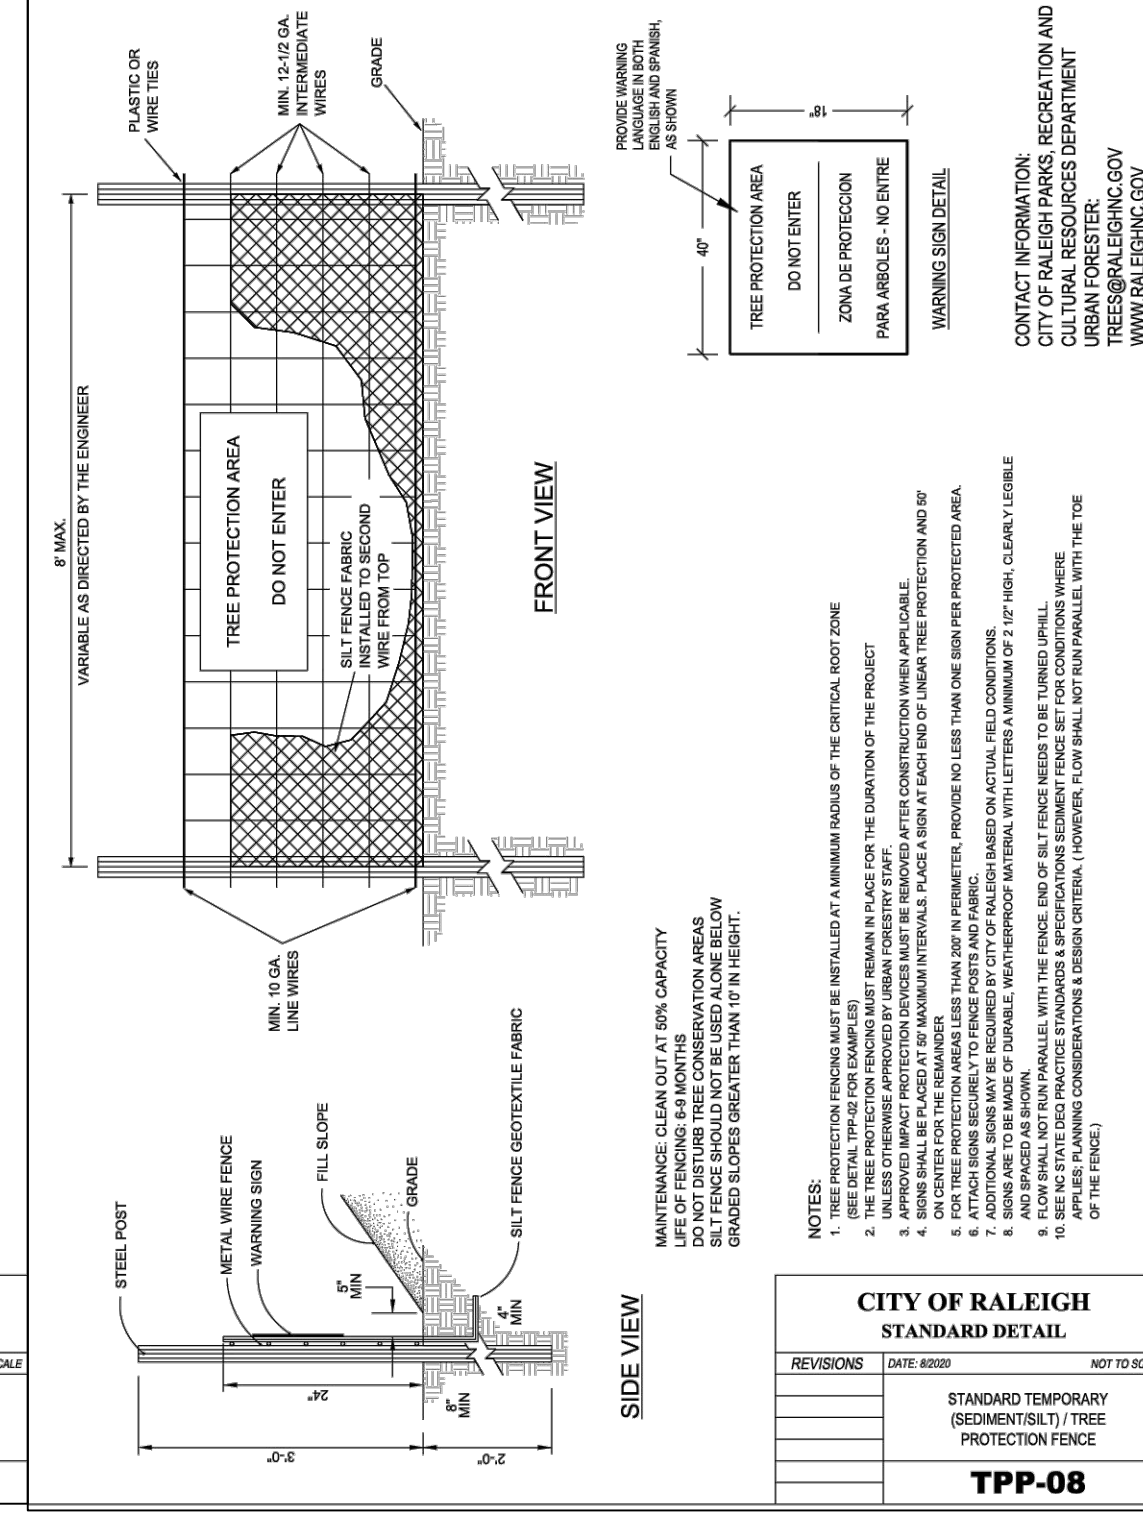 8' MAX.
VARIABLE AS DIRECTED BY THE ENGINEER
PLASTIC OR
WIRE TIES
MIN. 12-1/2 GA.
INTERMEDIATE
WIRES
GRADE
TREE PROTECTION AREA
DO NOT ENTER
SILT FENCE FABRIC
INSTALLED TO SECOND
WIRE FROM TOP
MIN. 10 GA.
LINE WIRES
FRONT VIEW
STEEL POST
METAL WIRE FENCE
WARNING SIGN
FILL SLOPE
GRADE
SILT FENCE GEOTEXTILE FABRIC
5"
MIN
4"
MIN
8"
MIN
24"
3'-0"
2'-0"
SIDE VIEW
PROVIDE WARNING
LANGUAGE IN BOTH
ENGLISH AND SPANISH,
AS SHOWN
40"
18"
TREE PROTECTION AREA
DO NOT ENTER
ZONA DE PROTECCION
PARA ARBOLES - NO ENTRE
WARNING SIGN DETAIL
MAINTENANCE: CLEAN OUT AT 50% CAPACITY
LIFE OF FENCING: 6-9 MONTHS
DO NOT DISTURB TREE CONSERVATION AREAS
SILT FENCE SHOULD NOT BE USED ALONE BELOW
GRADED SLOPES GREATER THAN 10' IN HEIGHT.
NOTES:
1. TREE PROTECTION FENCING MUST BE INSTALLED AT A MINIMUM RADIUS OF THE CRITICAL ROOT ZONE
(SEE DETAIL TPP-02 FOR EXAMPLES)
2. THE TREE PROTECTION FENCING MUST REMAIN IN PLACE FOR THE DURATION OF THE PROJECT
UNLESS OTHERWISE APPROVED BY URBAN FORESTRY STAFF.
3. APPROVED IMPACT PROTECTION DEVICES MUST BE REMOVED AFTER CONSTRUCTION WHEN APPLICABLE.
4. SIGNS SHALL BE PLACED AT 50' MAXIMUM INTERVALS. PLACE A SIGN AT EACH END OF LINEAR TREE PROTECTION AND 50'
ON CENTER FOR THE REMAINDER
5. FOR TREE PROTECTION AREAS LESS THAN 200' IN PERIMETER, PROVIDE NO LESS THAN ONE SIGN PER PROTECTED AREA.
6. ATTACH SIGNS SECURELY TO FENCE POSTS AND FABRIC.
7. ADDITIONAL SIGNS MAY BE REQUIRED BY CITY OF RALEIGH BASED ON ACTUAL FIELD CONDITIONS.
8. SIGNS ARE TO BE MADE OF DURABLE, WEATHERPROOF MATERIAL WITH LETTERS A MINIMUM OF 2 1/2" HIGH, CLEARLY LEGIBLE
AND SPACED AS SHOWN.
9. FLOW SHALL NOT RUN PARALLEL WITH THE FENCE. END OF SILT FENCE NEEDS TO BE TURNED UPHILL.
10. SEE NC STATE DEQ PRACTICE STANDARDS & SPECIFICATIONS SEDIMENT FENCE SET FOR CONDITIONS WHERE
APPLIES; PLANNING CONSIDERATIONS & DESIGN CRITERIA. ( HOWEVER, FLOW SHALL NOT RUN PARALLEL WITH THE TOE
OF THE FENCE.)
CONTACT INFORMATION:
CITY OF RALEIGH PARKS, RECREATION AND
CULTURAL RESOURCES DEPARTMENT
URBAN FORESTER:
TREES@RALEIGHNC.GOV
WWW.RALEIGHNC.GOV
CITY OF RALEIGH
STANDARD DETAIL
REVISIONS DATE: 8/2020 NOT TO SC
STANDARD TEMPORARY
(SEDIMENT/SILT) / TREE
PROTECTION FENCE
TPP-08
CALE